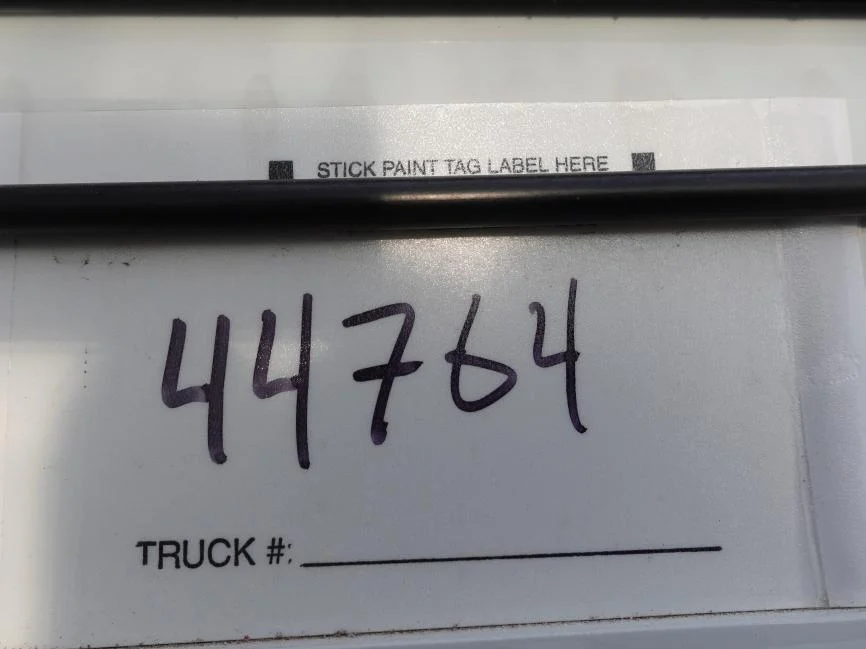 STICK PAINT TAG LABEL HERE
44764
TRUCK #: